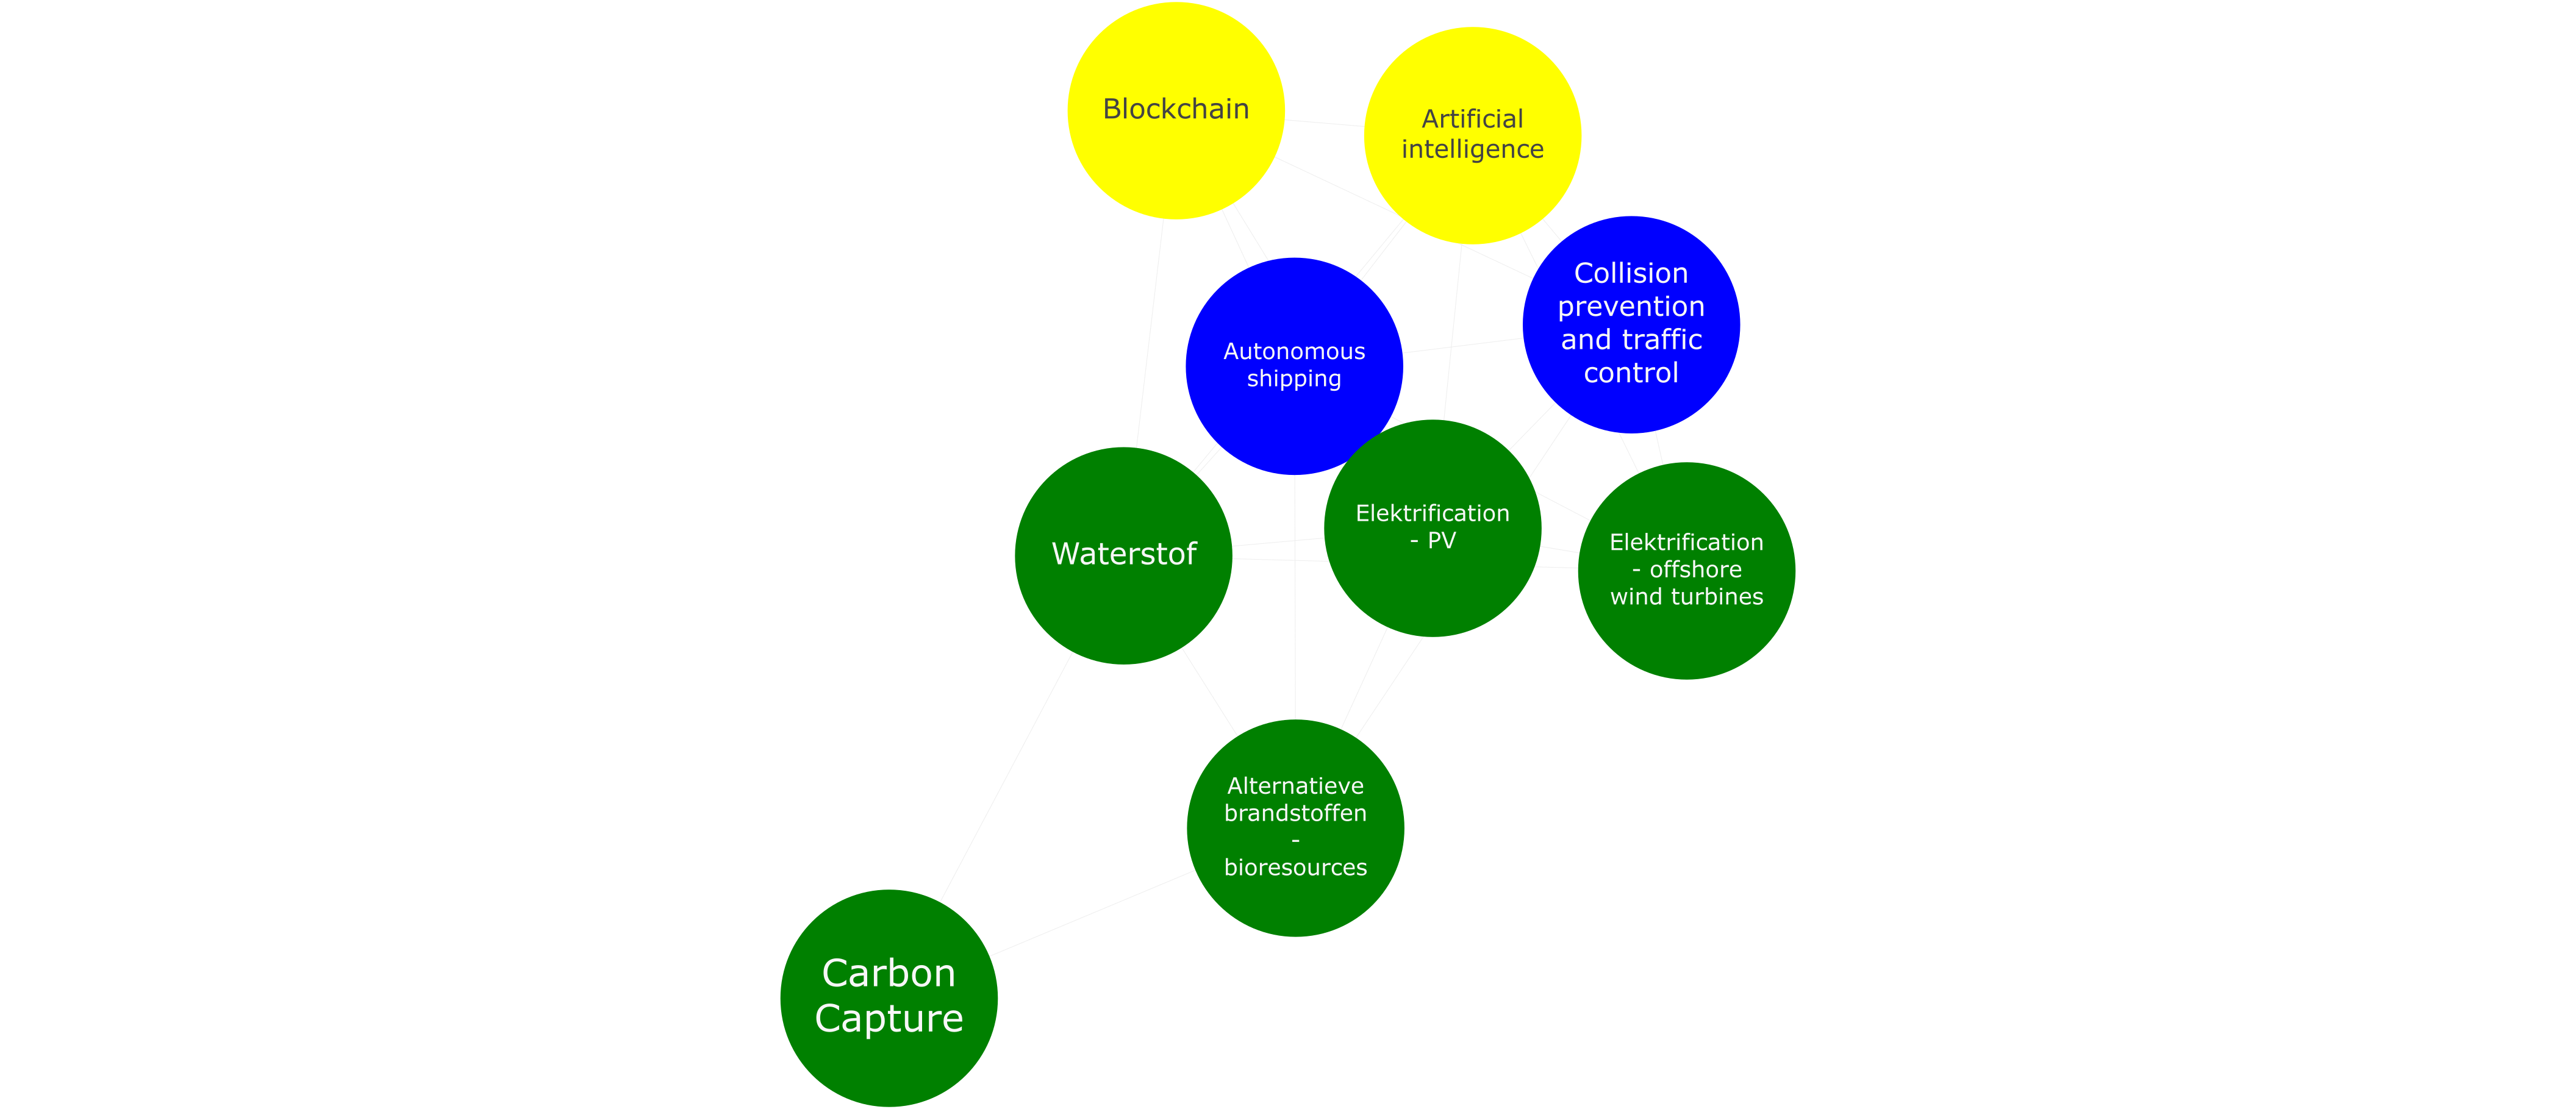 Blockchain
Artificial
intelligence
Collision
prevention
and traffic
control
Autonomous
shipping
Elektrification
- PV
Waterstof
Elektrification
- offshore
wind turbines
Alternatieve
brandstoffen
-
bioresources
Carbon
Capture